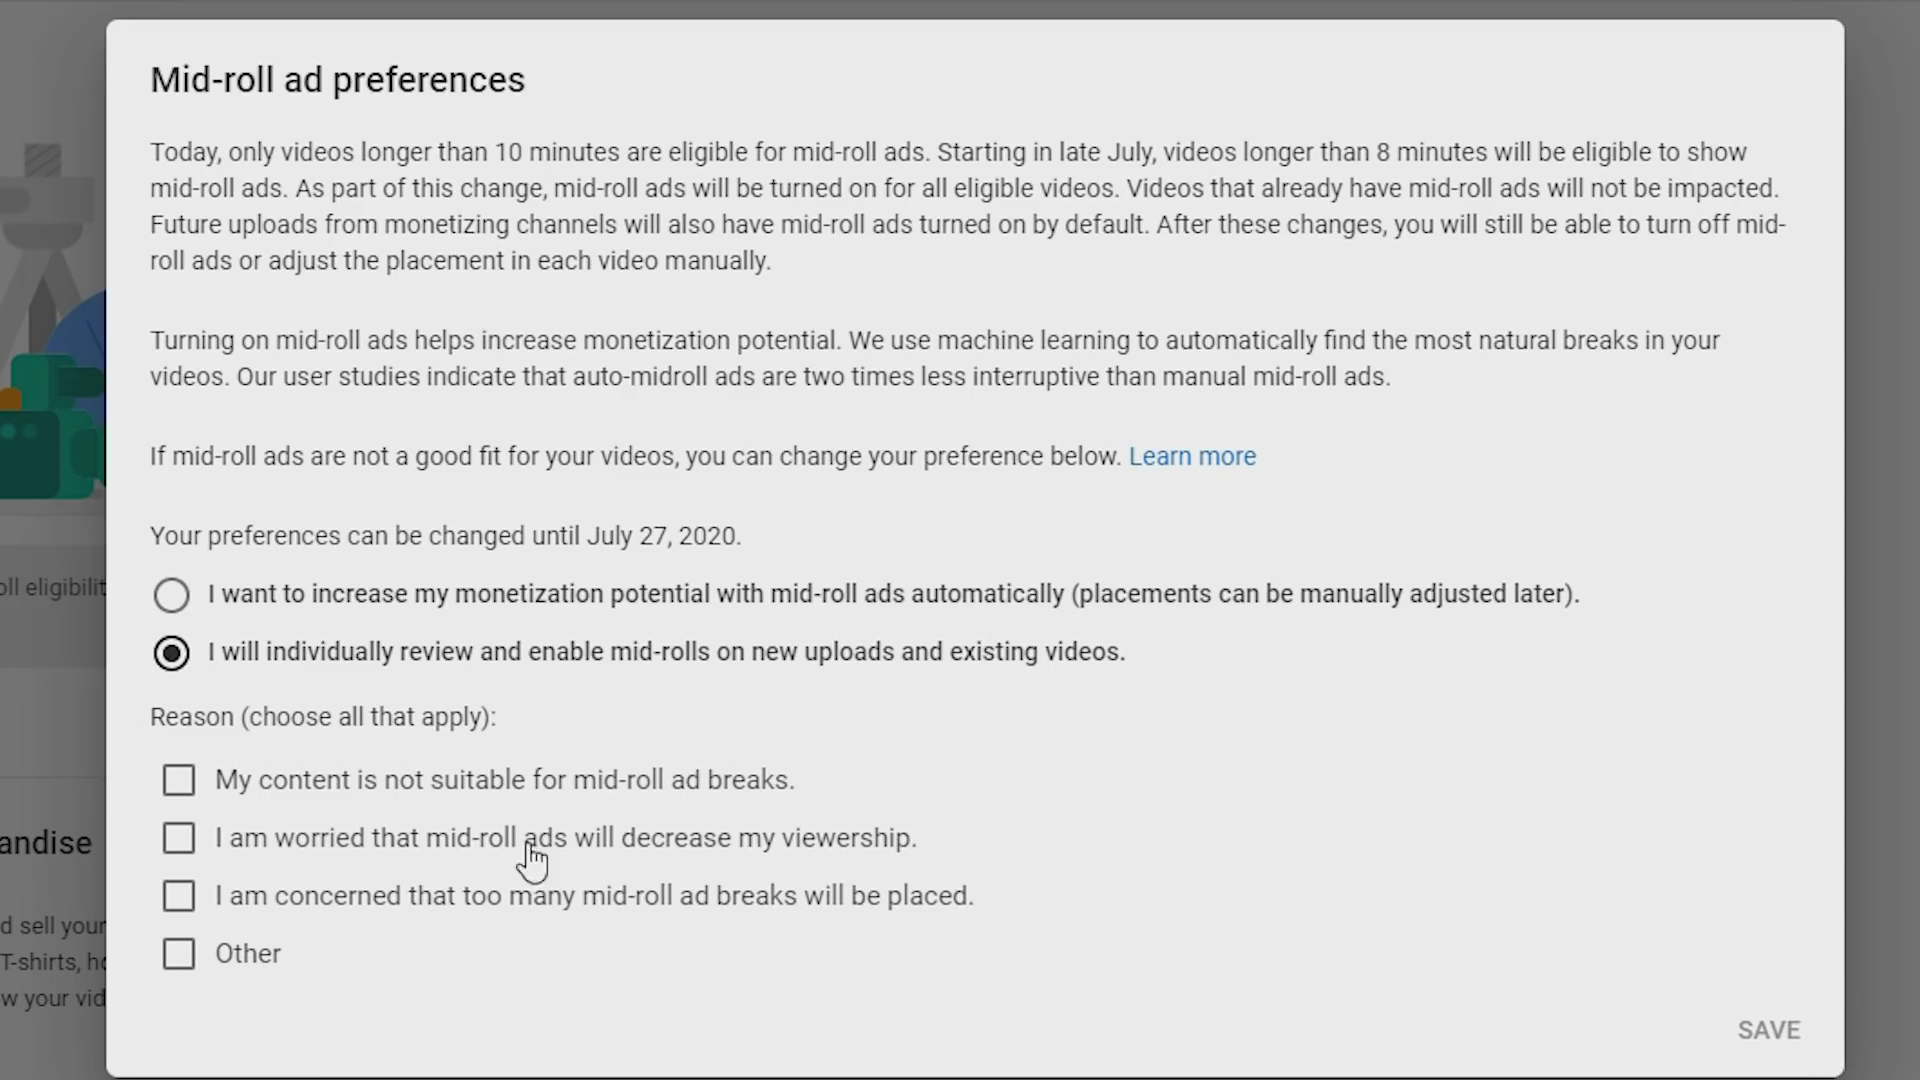 Mid-roll ad preferences
Today, only videos longer than 10 minutes are eligible for mid-roll ads. Starting in late July, videos longer than 8 minutes will be eligible to show
mid-roll ads. As part of this change, mid-roll ads will be turned on for all eligible videos. Videos that already have mid-roll ads will not be impacted.
Future uploads from monetizing channels will also have mid-roll ads turned on by default. After these changes, you will still be able to turn off mid-
roll ads or adjust the placement in each video manually.
Turning on mid-roll ads helps increase monetization potential. We use machine learning to automatically find the most natural breaks in your
videos. Our user studies indicate that auto-midroll ads are two times less interruptive than manual mid-roll ads.
If mid-roll ads are not a good fit for your videos, you can change your preference below. Learn more
Your preferences can be changed until July 27, 2020.
oll eligibilit
I want to increase my monetization potential with mid-roll ads automatically (placements can be manually adjusted later).
I will individually review and enable mid-rolls on new uploads and existing videos.
Reason (choose all that apply):
My content is not suitable for mid-roll ad breaks.
andise
I am worried that mid-roll ads will decrease my viewership.
I am concerned that too many mid-roll ad breaks will be placed.
d sell your
Other
T-shirts, ho
w your vid
SAVE